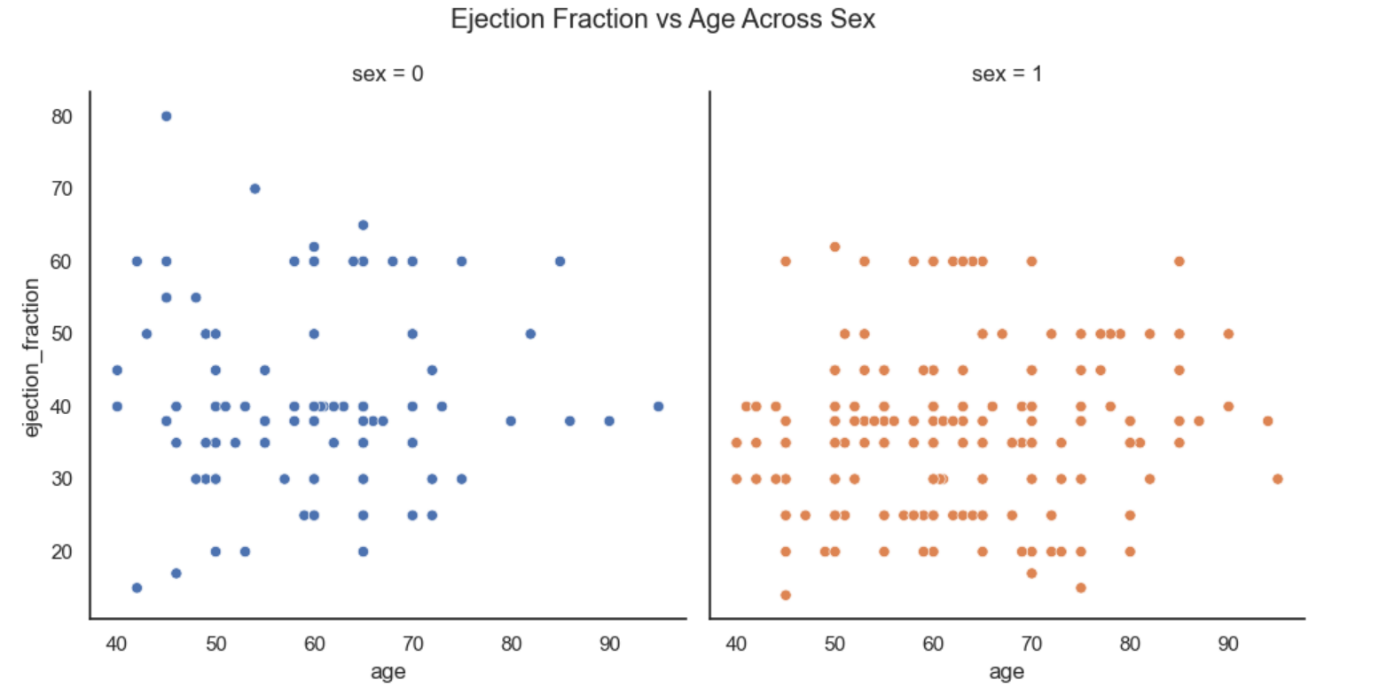 Ejection Fraction vs Age Across Sex
sex = 0
sex = 1
ejection_fraction
80
70
60
50
40
30
20
40 50 60 70 80 90
40 50 60 70 80 90
age
age